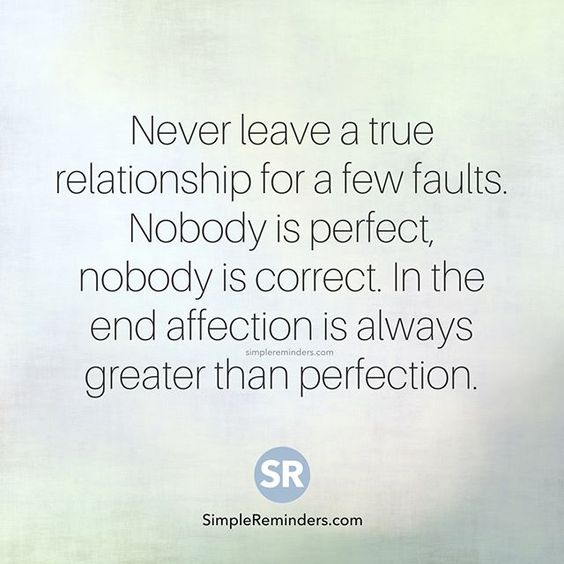 Never leave a true
relationship for a few faults.
Nobody is perfect,
nobody is correct. In the
end affection is always
simplereminders.com
greater than perfection.
SR
SimpleReminders.com